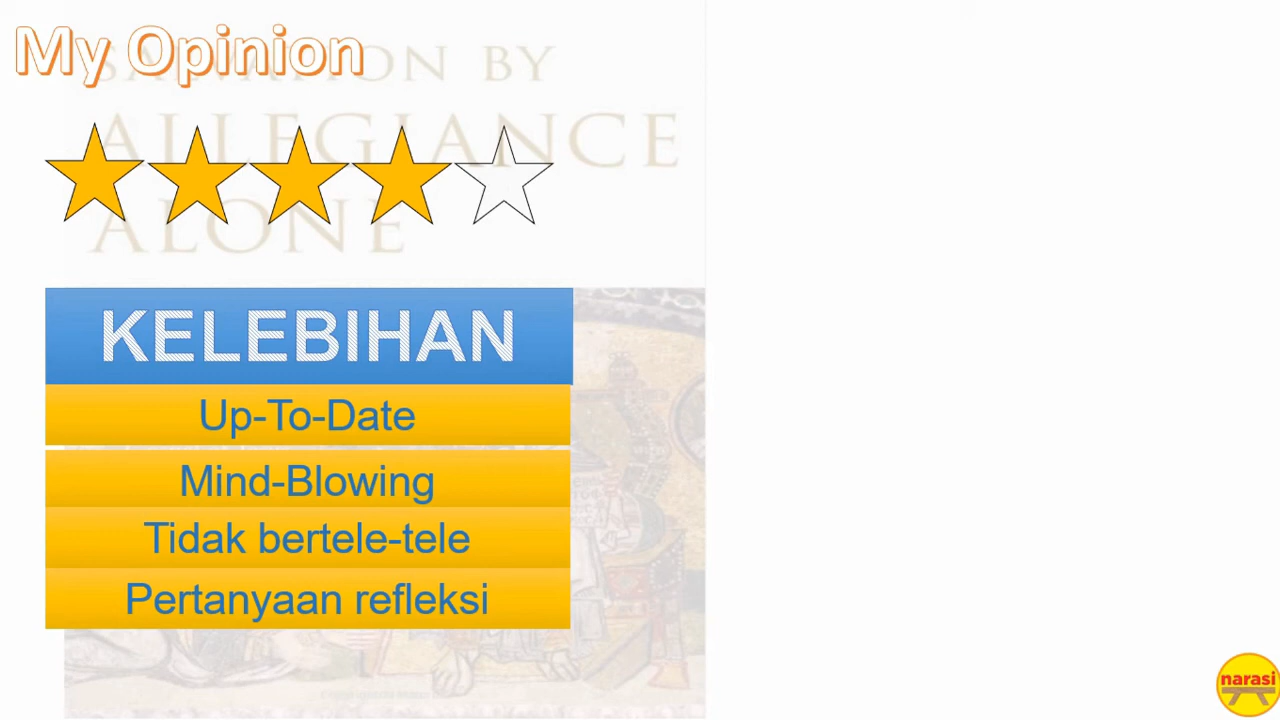 My Opinion
SALVATION BY
ALLEGIANCE
ALONE
KELEBIHAN
Up-To-Date
Mind-Blowing
Tidak bertele-tele
Pertanyaan refleksi
narasi